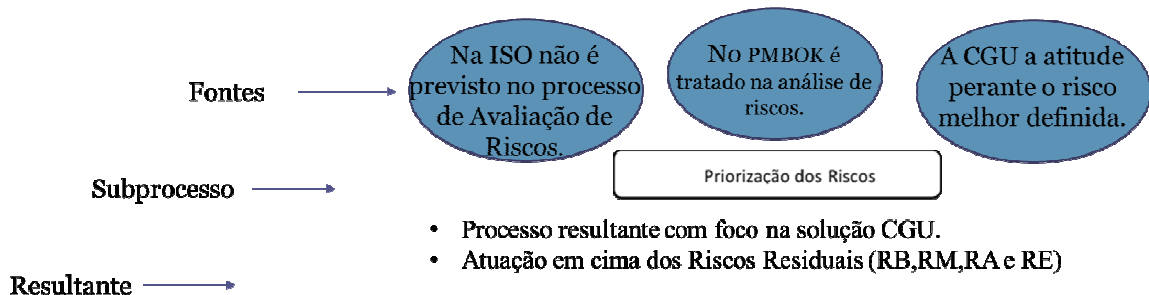 Fontes
Na ISO não é
previsto no processo
de Avaliação de
Riscos.
No PMBOK é
tratado na análise de
riscos.
A CGU a atitude
perante o risco
melhor definida.
Subprocesso
Priorização dos Riscos
• Processo resultante com foco na solução CGU.
• Atuação em cima dos Riscos Residuais (RB,RM,RA e RE)
Resultante